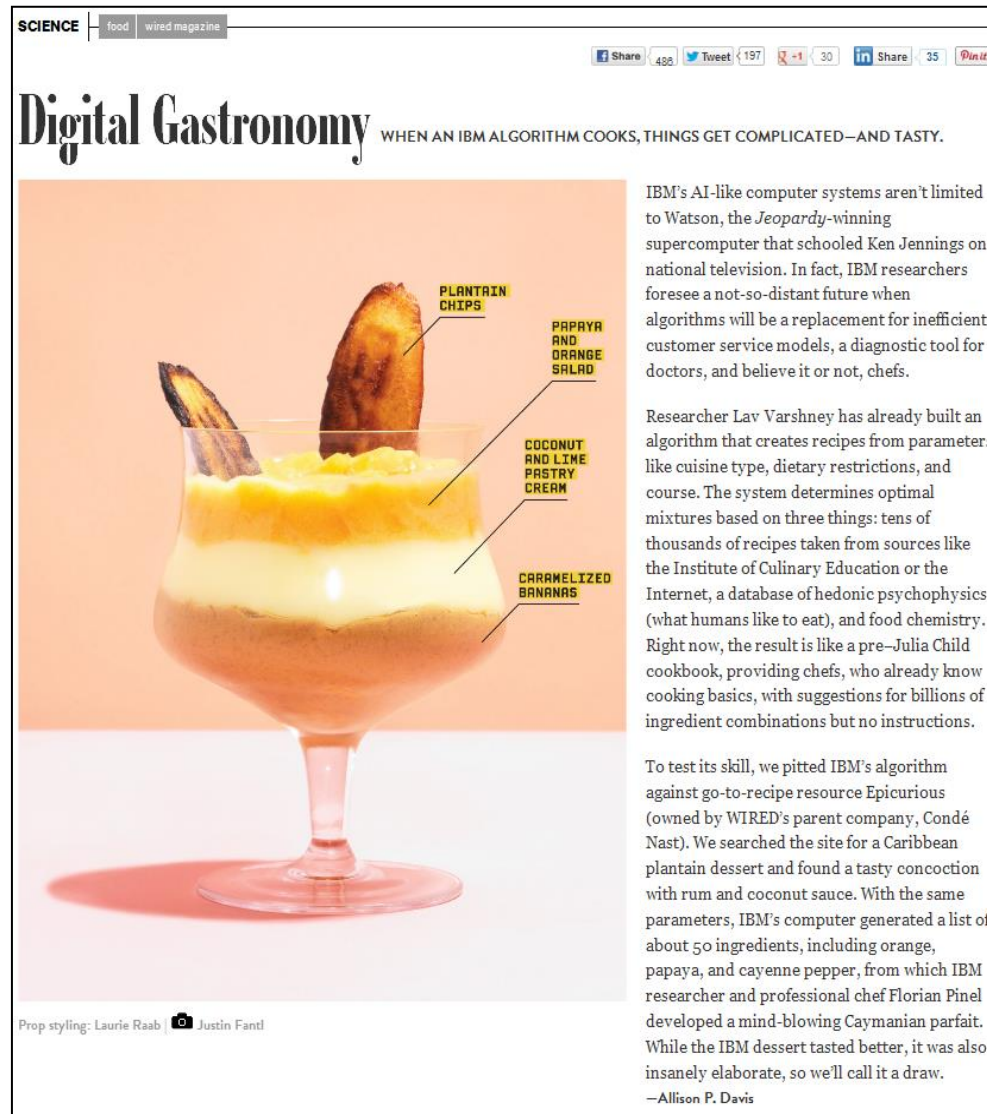 SCIENCE food wired magazine
Share 486 Tweet 197 +1 30 in Share 35 Pin it
Digital Gastronomy WHEN AN IBM ALGORITHM COOKS, THINGS GET COMPLICATED—AND TASTY.
PLANTAIN
CHIPS
PAPAYA
AND
ORANGE
SALAD
COCONUT
AND LIME
PASTRY
CREAM
CARAMELIZED
BANANAS
Prop styling: Laurie Raab | Justin Fantl
IBM’s AI-like computer systems aren’t limited
to Watson, the Jeopardy-winning
supercomputer that schooled Ken Jennings on
national television. In fact, IBM researchers
foresee a not-so-distant future when
algorithms will be a replacement for inefficient
customer service models, a diagnostic tool for
doctors, and believe it or not, chefs.
Researcher Lav Varshney has already built an
algorithm that creates recipes from parameter
like cuisine type, dietary restrictions, and
course. The system determines optimal
mixtures based on three things: tens of
thousands of recipes taken from sources like
the Institute of Culinary Education or the
Internet, a database of hedonic psychophysics
(what humans like to eat), and food chemistry.
Right now, the result is like a pre–Julia Child
cookbook, providing chefs, who already know
cooking basics, with suggestions for billions of
ingredient combinations but no instructions.
To test its skill, we pitted IBM’s algorithm
against go-to-recipe resource Epicurious
(owned by WIRED’s parent company, Condé
Nast). We searched the site for a Caribbean
plantain dessert and found a tasty concoction
with rum and coconut sauce. With the same
parameters, IBM’s computer generated a list of
about 50 ingredients, including orange,
papaya, and cayenne pepper, from which IBM
researcher and professional chef Florian Pinel
developed a mind-blowing Caymanian parfait.
While the IBM dessert tasted better, it was also
insanely elaborate, so we’ll call it a draw.
—Allison P. Davis